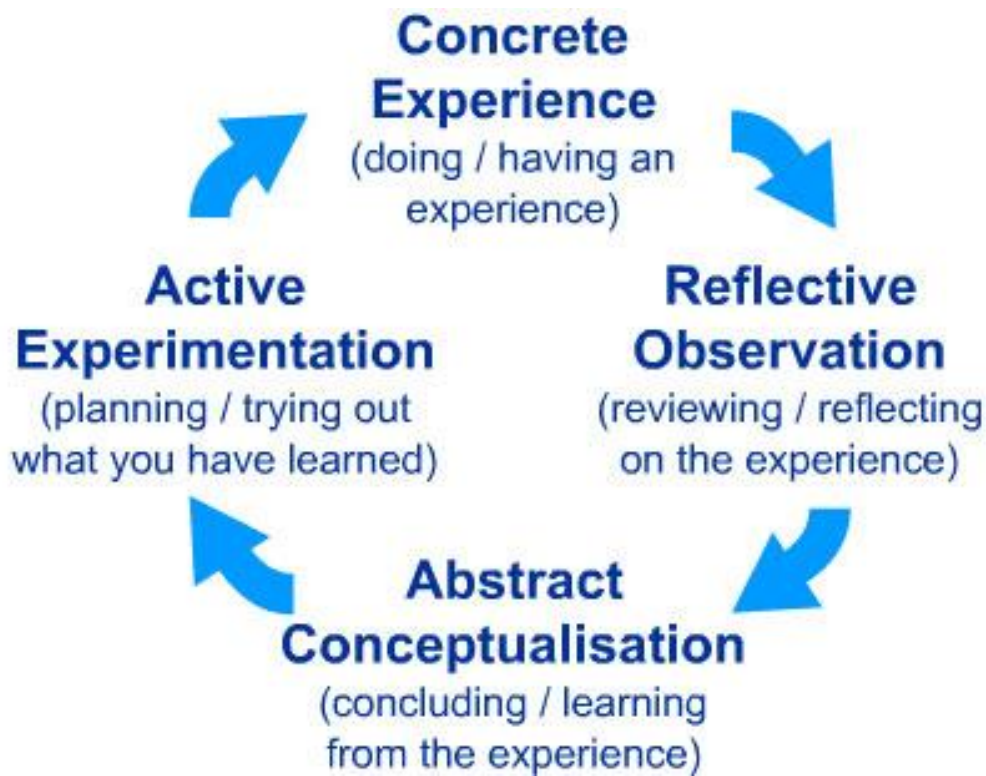 Concrete
Experience
(doing / having an
experience)
Reflective
Observation
(reviewing / reflecting
on the experience)
Abstract
Conceptualisation
(concluding / learning
from the experience)
Active
Experimentation
(planning / trying out
what you have learned)